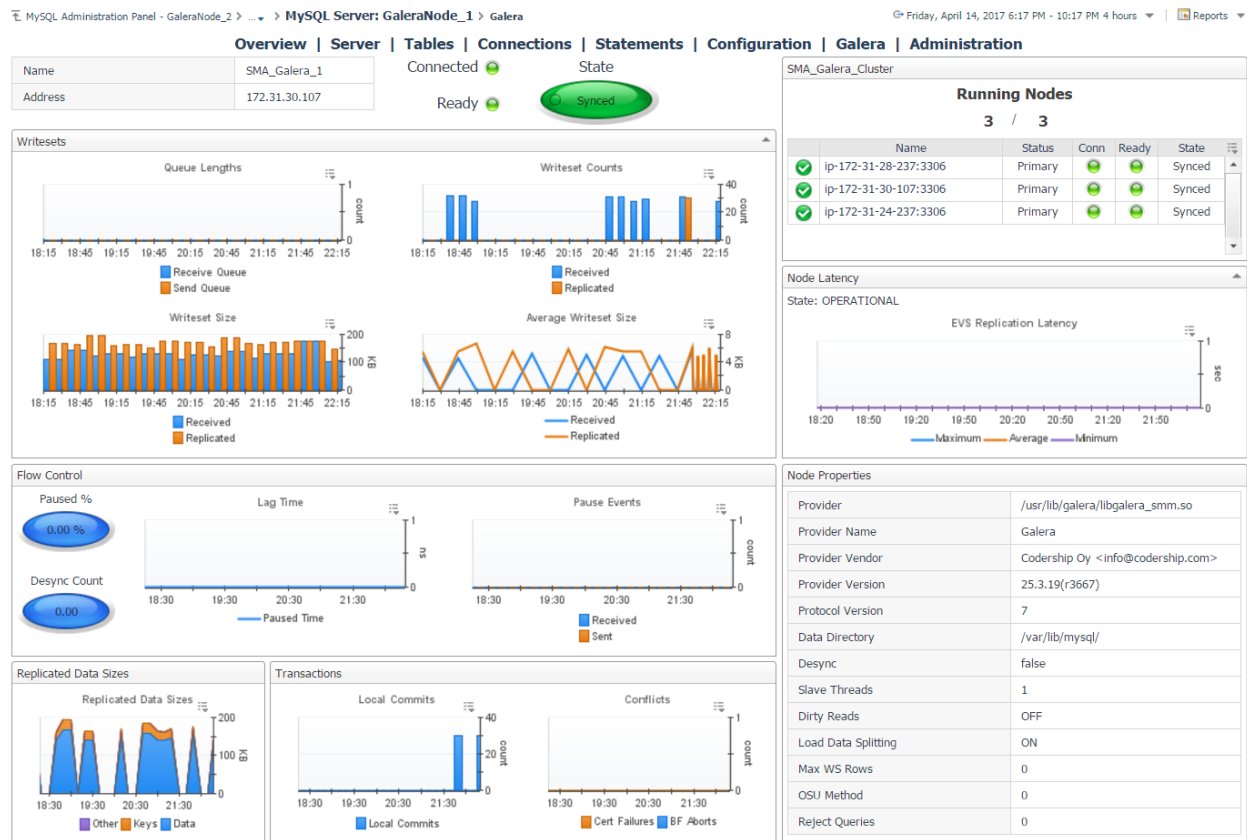 MySQL Administration Panel - GaleraNode_2 > ... > MySQL Server: GaleraNode_1 > Galera
Friday, April 14, 2017 6:17 PM - 10:17 PM 4 hours | Reports
Overview | Server | Tables | Connections | Statements | Configuration | Galera | Administration
Name SMA_Galera_1
Address 172.31.30.107
Connected
Ready
State
Synced
SMA_Galera_Cluster
Running Nodes
3 / 3
Name Status Conn Ready State
ip-172-31-28-237:3306 Primary Synced
ip-172-31-30-107:3306 Primary Synced
ip-172-31-24-237:3306 Primary Synced
Writesets
Queue Lengths
1
0
count
18:15 18:45 19:15 19:45 20:15 20:45 21:15 21:45 22:15
Receive Queue
Send Queue
Writeset Counts
40
20
0
count
18:15 18:45 19:15 19:45 20:15 20:45 21:15 21:45 22:15
Received
Replicated
Writeset Size
200
100
0
KB
18:15 18:45 19:15 19:45 20:15 20:45 21:15 21:45 22:15
Received
Replicated
Average Writeset Size
8
4
0
KB
18:15 18:45 19:15 19:45 20:15 20:45 21:15 21:45 22:15
Received
Replicated
Node Latency
State: OPERATIONAL
EVS Replication Latency
1
0
sec
18:20 18:50 19:20 19:50 20:20 20:50 21:20 21:50
Maximum Average Minimum
Flow Control
Paused %
0.00 %
Desync Count
0.00
Lag Time
1
0
ns
18:30 19:30 20:30 21:30
Paused Time
Pause Events
1
0
count
18:30 19:30 20:30 21:30
Received
Sent
Node Properties
Provider /usr/lib/galera/libgalera_smm.so
Provider Name Galera
Provider Vendor Codership Oy <info@codership.com>
Provider Version 25.3.19(r3667)
Protocol Version 7
Data Directory /var/lib/mysql/
Desync false
Slave Threads 1
Dirty Reads OFF
Load Data Splitting ON
Max WS Rows 0
OSU Method 0
Reject Queries 0
Replicated Data Sizes
Replicated Data Sizes
200
100
0
KB
18:30 19:30 20:30 21:30
Other Keys Data
Transactions
Local Commits
40
20
0
count
18:30 19:30 20:30 21:30
Local Commits
Conflicts
1
0
count
18:30 19:30 20:30 21:30
Cert Failures BF Aborts